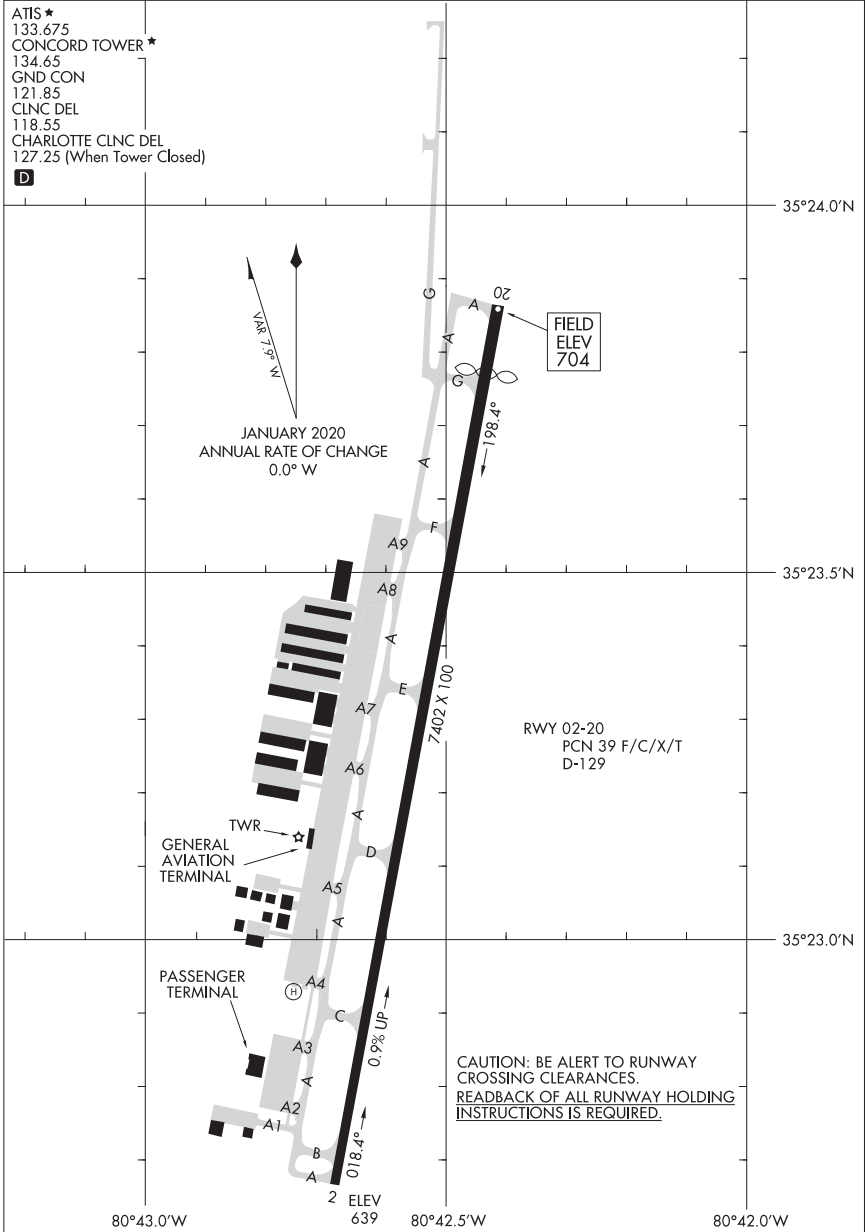 ATIS ★
133.675
CONCORD TOWER ★
134.65
GND CON
121.85
CLNC DEL
118.55
CHARLOTTE CLNC DEL
127.25 (When Tower Closed)
D
35°24.0'N
VAR 7.9° W
JANUARY 2020
ANNUAL RATE OF CHANGE
0.0° W
G
A
20
FIELD
ELEV
704
A
G
198.4°
A
F
A9
35°23.5'N
A8
A
E
7402 X 100
A7
RWY 02-20
PCN 39 F/C/X/T
D-129
A6
A
TWR
GENERAL
AVIATION
TERMINAL
D
A5
A
35°23.0'N
PASSENGER
TERMINAL
A4
H
C
0.9% UP
A3
A
CAUTION: BE ALERT TO RUNWAY
CROSSING CLEARANCES.
READBACK OF ALL RUNWAY HOLDING
INSTRUCTIONS IS REQUIRED.
A2
A1
018.4°
B
A
2
ELEV
639
80°43.0'W
80°42.5'W
80°42.0'W